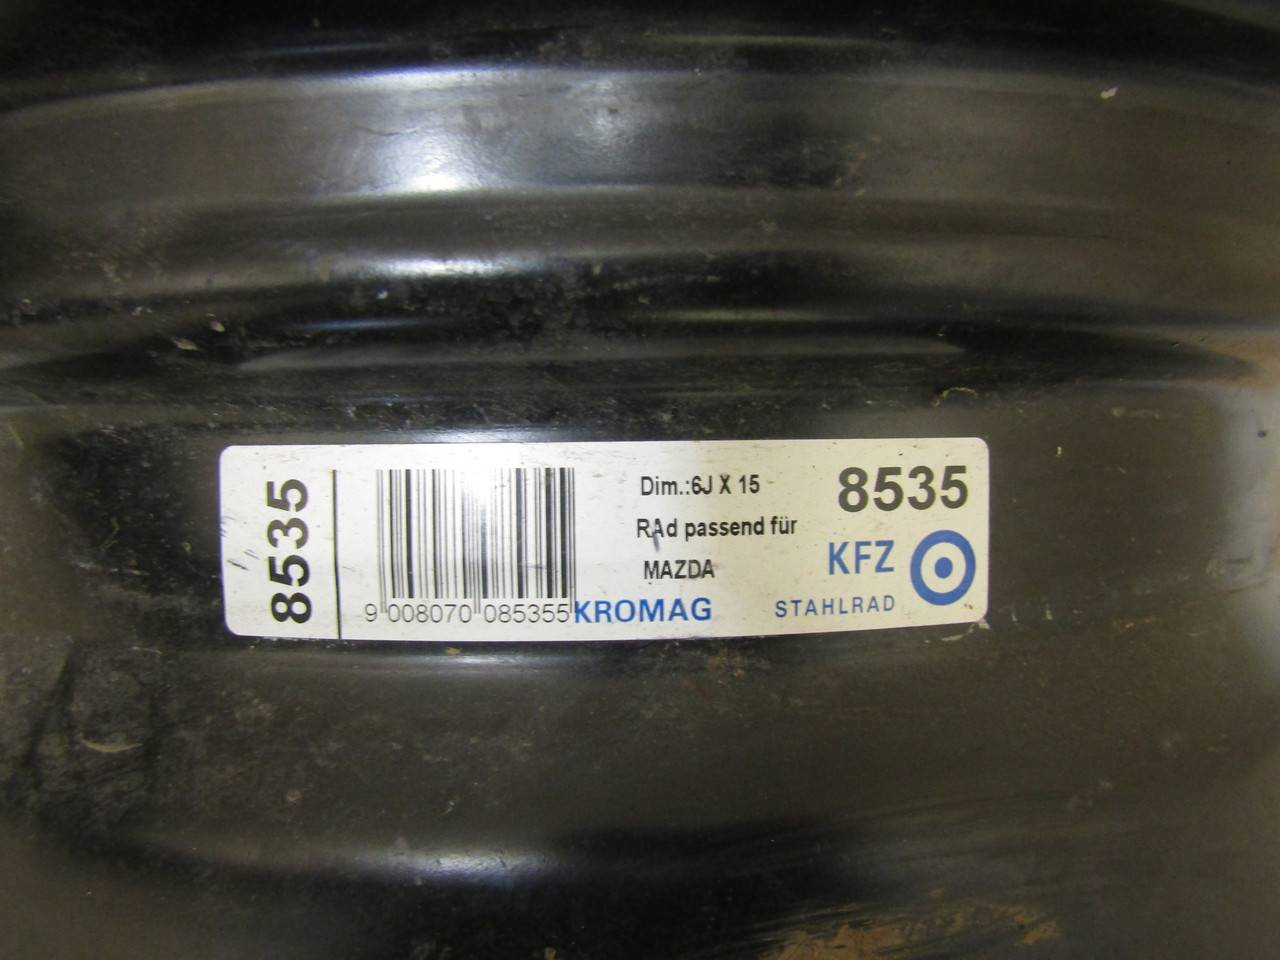 8535
9 008070 085355
Dim.:6J X 15
RAd passend für
MAZDA
KROMAG
8535
KFZ
STAHLRAD